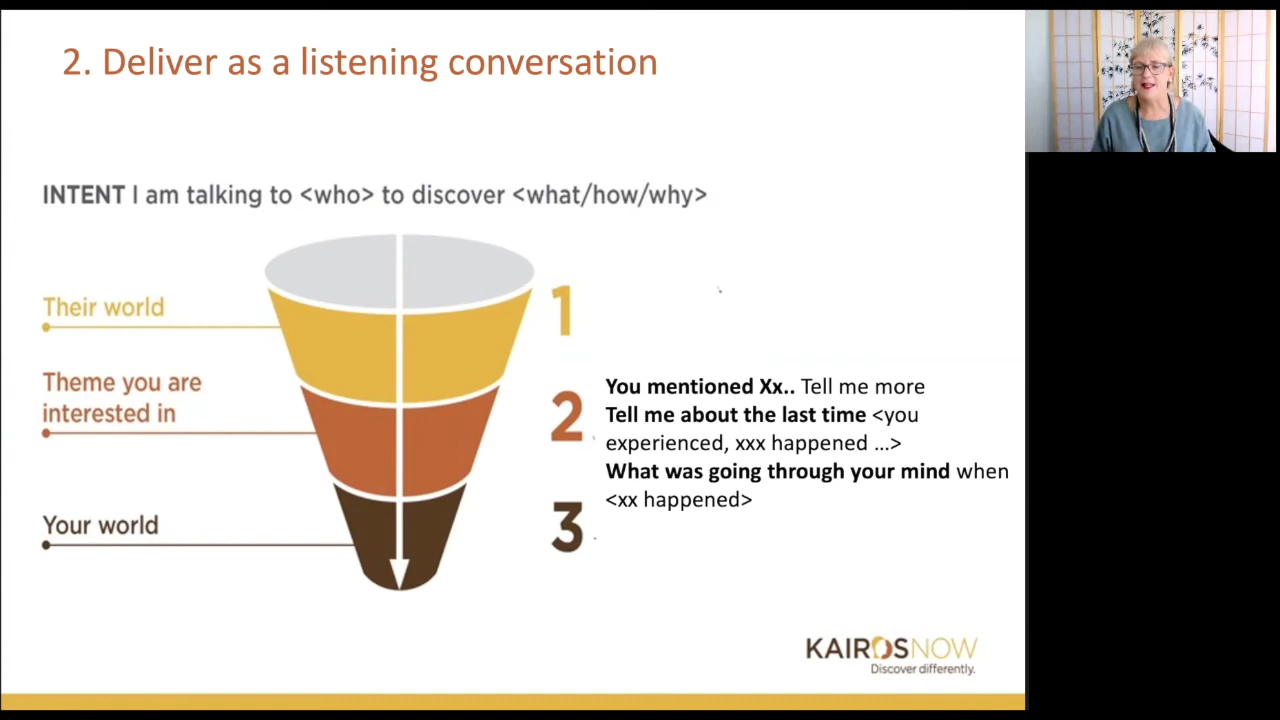 2. Deliver as a listening conversation
INTENT I am talking to <who> to discover <what/how/why>
Their world
1
Theme you are
interested in
2
You mentioned Xx.. Tell me more
Tell me about the last time <you
experienced, xxx happened ...>
What was going through your mind when
<xx happened>
Your world
3
KAIROSNOW
Discover differently.